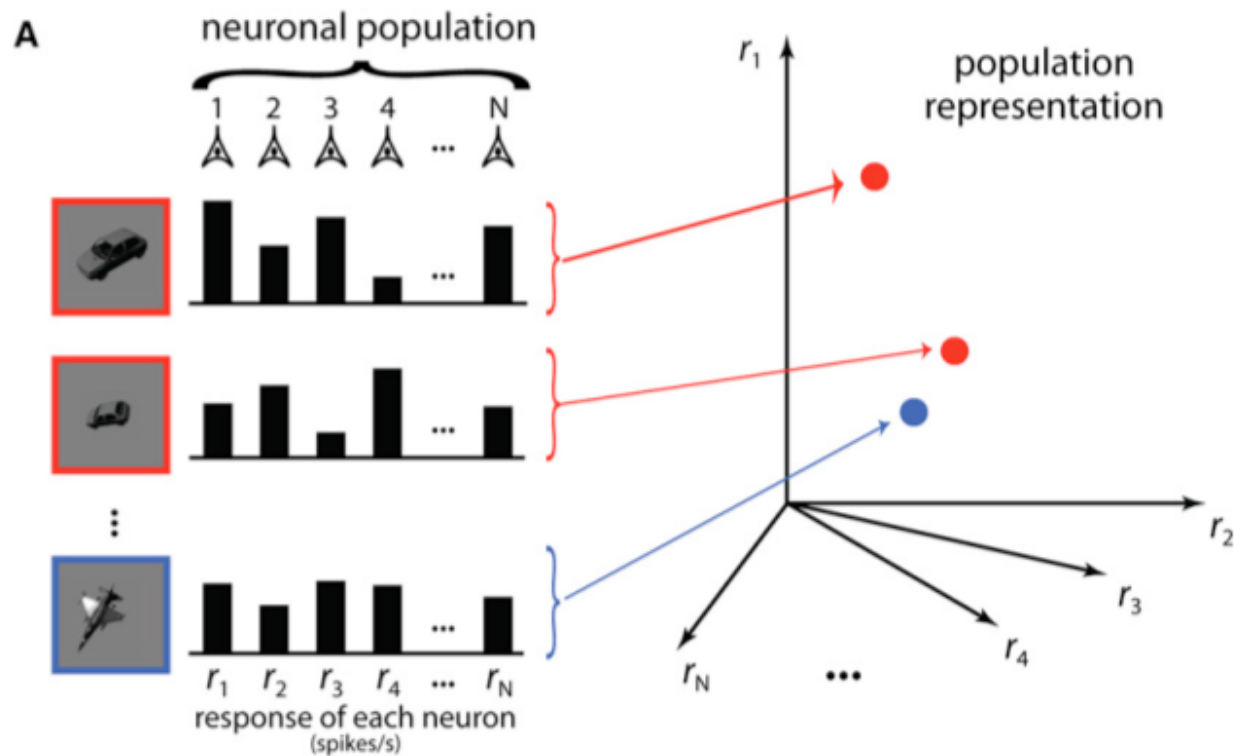 A
neuronal population
1 2 3 4 N
...
r1
population
representation
...
...
...
r1 r2 r3 r4 ... rN
response of each neuron
(spikes/s)
r2
r3
r4
rN
...